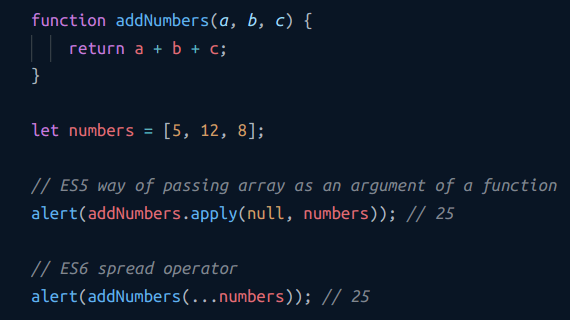 function addNumbers(a, b, c) {
    return a + b + c;
}
let numbers = [5, 12, 8];
// ES5 way of passing array as an argument of a function
alert(addNumbers.apply(null, numbers)); // 25
// ES6 spread operator
alert(addNumbers(...numbers)); // 25